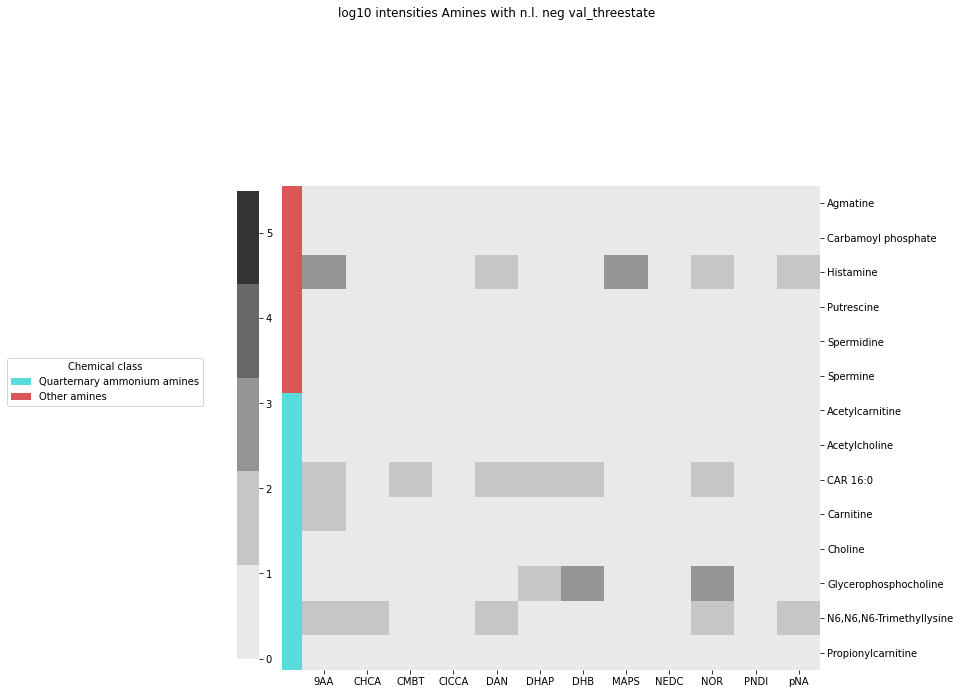 log10 intensities Amines with n.l. neg val_threestate
5
4
3
2
1
0
Chemical class
Quarternary ammonium amines
Other amines
Agmatine
Carbamoyl phosphate
Histamine
Putrescine
Spermidine
Spermine
Acetylcarnitine
Acetylcholine
CAR 16:0
Carnitine
Choline
Glycerophosphocholine
N6,N6,N6-Trimethyllysine
Propionylcarnitine
9AA CHCA CMBT ClCCA DAN DHAP DHB MAPS NEDC NOR PNDI pNA